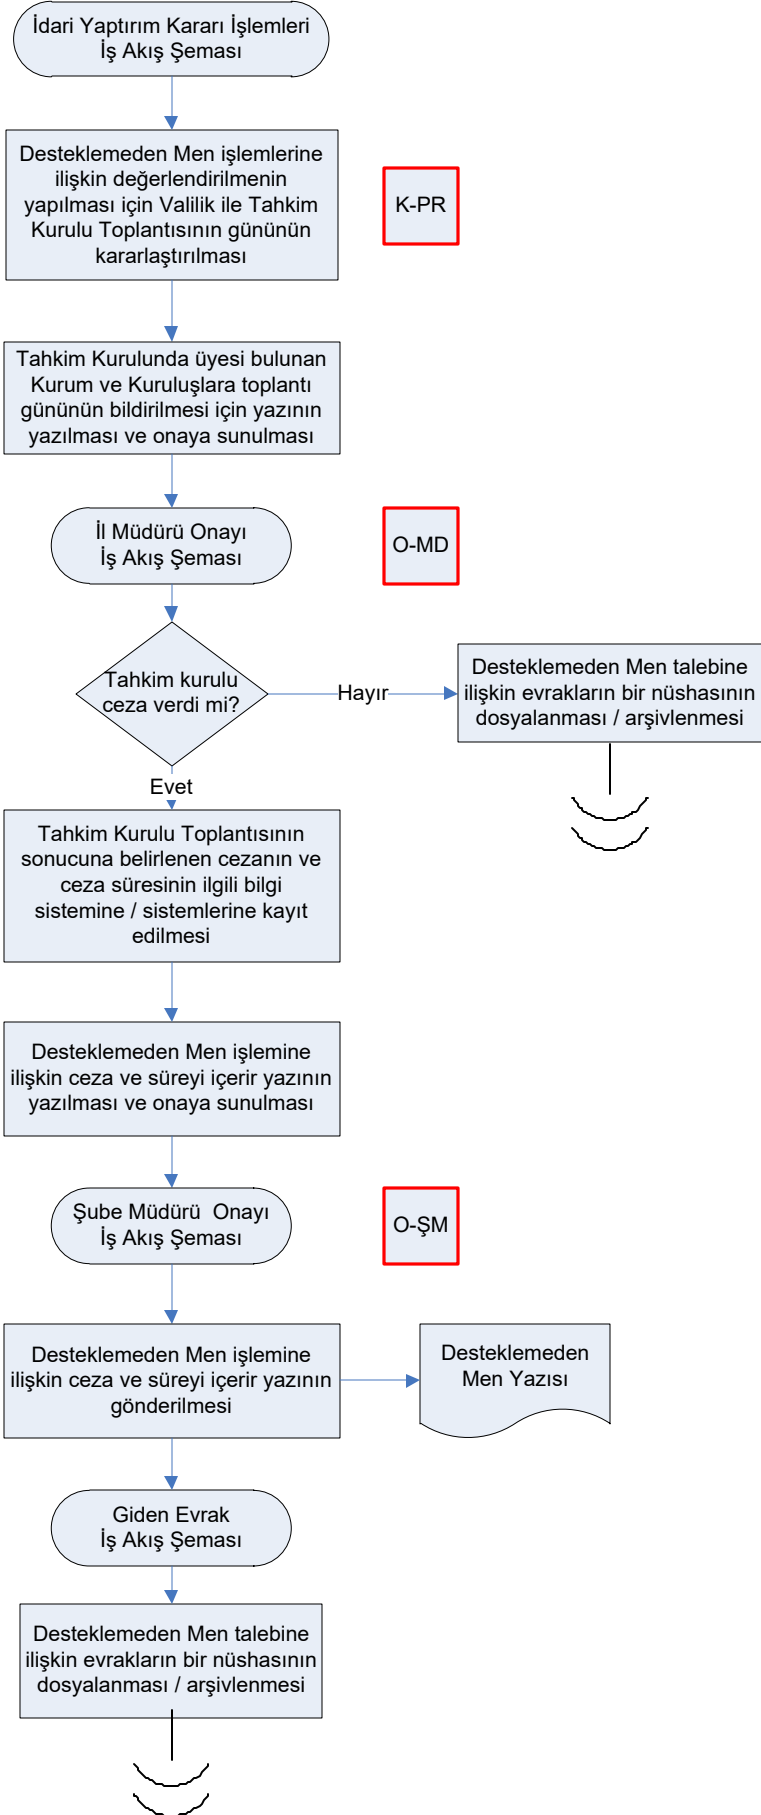 İdari Yaptırım Kararı İşlemleri
İş Akış Şeması
Desteklemeden Men işlemlerine
ilişkin değerlendirilmenin
yapılması için Valilik ile Tahkim
Kurulu Toplantısının gününün
kararlaştırılması
K-PR
Tahkim Kurulunda üyesi bulunan
Kurum ve Kuruluşlara toplantı
gününün bildirilmesi için yazının
yazılması ve onaya sunulması
İl Müdürü Onayı
İş Akış Şeması
O-MD
Tahkim kurulu
ceza verdi mi?
Hayır
Desteklemeden Men talebine
ilişkin evrakların bir nüshasının
dosyalanması / arşivlenmesi
Evet
Tahkim Kurulu Toplantısının
sonucuna belirlenen cezanın ve
ceza süresinin ilgili bilgi
sistemine / sistemlerine kayıt
edilmesi
Desteklemeden Men işlemine
ilişkin ceza ve süreyi içerir yazının
yazılması ve onaya sunulması
Şube Müdürü  Onayı
İş Akış Şeması
O-ŞM
Desteklemeden Men işlemine
ilişkin ceza ve süreyi içerir yazının
gönderilmesi
Desteklemeden
Men Yazısı
Giden Evrak
İş Akış Şeması
Desteklemeden Men talebine
ilişkin evrakların bir nüshasının
dosyalanması / arşivlenmesi